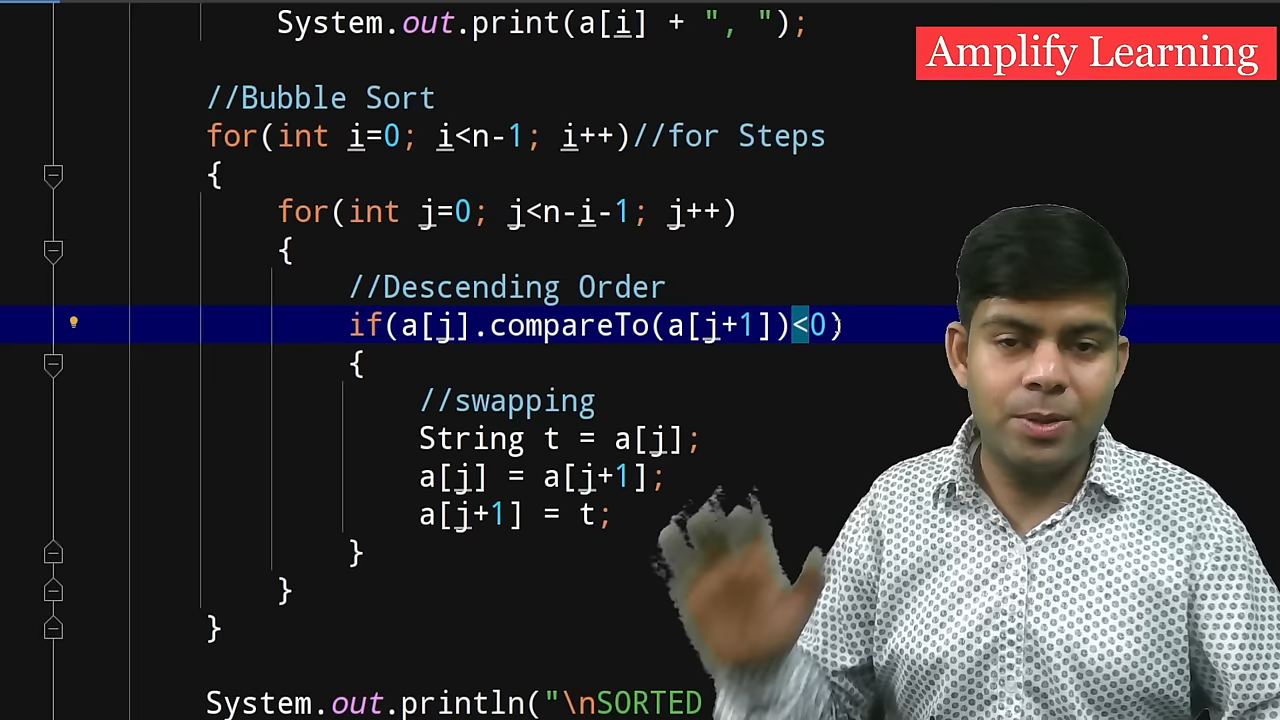 System.out.print(a[i] + ", ");
Amplify Learning
//Bubble Sort
for(int i=0; i<n-1; i++)//for Steps
{
for(int j=0; j<n-i-1; j++)
{
//Descending Order
if(a[j].compareTo(a[j+1])<0)
{
//swapping
String t = a[j];
a[j] = a[j+1];
a[j+1] = t;
}
}
}
System.out.println("\nSORTED